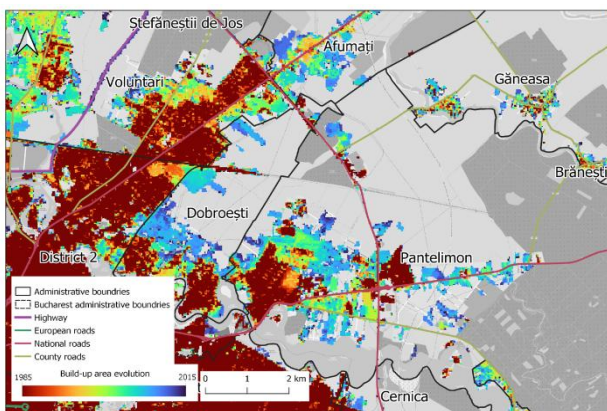 Ștefăneștii de Jos
Afumați
Voluntari
Găneasa
Brănești
Dobroești
District 2
Pantelimon
Administrative boundries
Bucharest administrative boundries
Highway
European roads
National roads
County roads
Build-up area evolution
1985
2015
0 1 2 km
Cernica